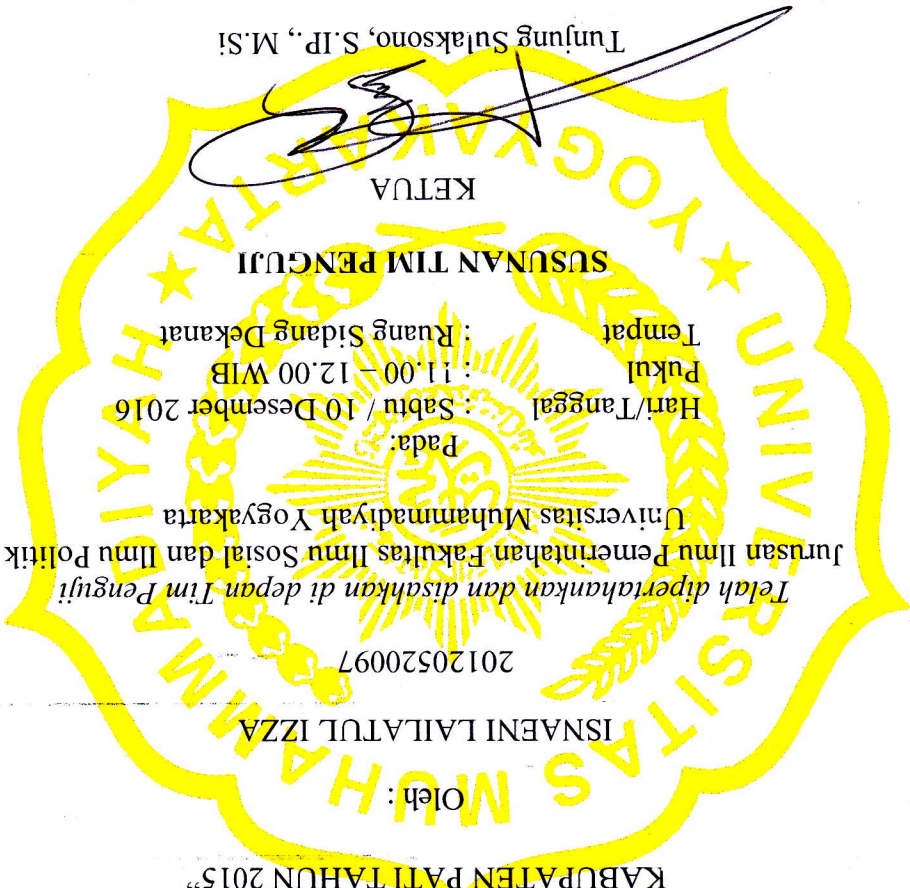 KABUPATEN PATI TAHUN 2015”
Oleh :
ISNAENI LAILATUL IZZA
20120520097
Telah dipertahankan dan disahkan di depan Tim Penguji
Jurusan Ilmu Pemerintahan Fakultas Ilmu Sosial dan Ilmu Politik
Universitas Muhammadiyah Yogyakarta
Pada:
Hari/Tanggal : Sabtu / 10 Desember 2016
Pukul : 11.00 – 12.00 WIB
Tempat : Ruang Sidang Dekanat
SUSUNAN TIM PENGUJI
KETUA
Tunjung Sulaksono, S.IP., M.Si
UNIVERSITAS MUHAMMADIYAH
YOGYAKARTA